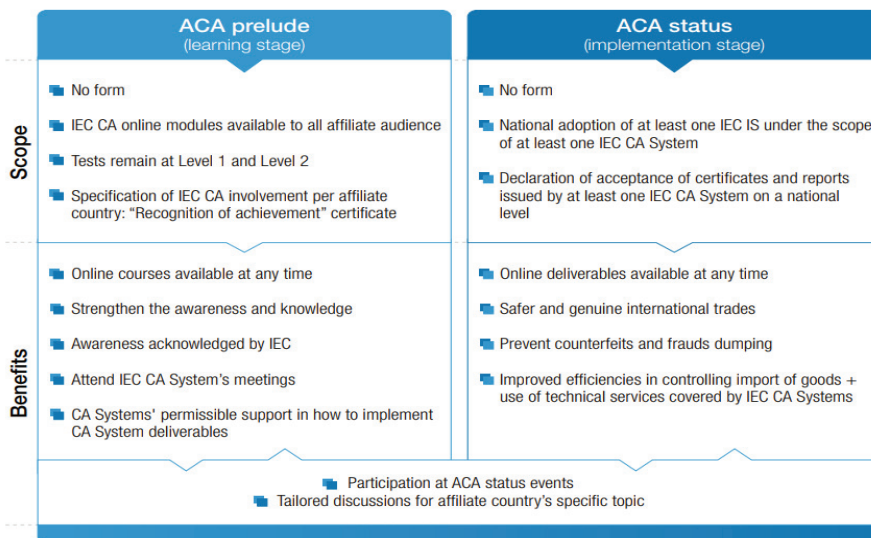 ACA prelude
(learning stage)
ACA status
(implementation stage)
Scope
No form
IEC CA online modules available to all affiliate audience
Tests remain at Level 1 and Level 2
Specification of IEC CA involvement per affiliate
country: “Recognition of achievement” certificate
No form
National adoption of at least one IEC IS under the scope
of at least one IEC CA System
Declaration of acceptance of certificates and reports
issued by at least one IEC CA System on a national
level
Benefits
Online courses available at any time
Strengthen the awareness and knowledge
Awareness acknowledged by IEC
Attend IEC CA System's meetings
CA Systems' permissible support in how to implement
CA System deliverables
Online deliverables available at any time
Safer and genuine international trades
Prevent counterfeits and frauds dumping
Improved efficiencies in controlling import of goods +
use of technical services covered by IEC CA Systems
Participation at ACA status events
Tailored discussions for affiliate country's specific topic